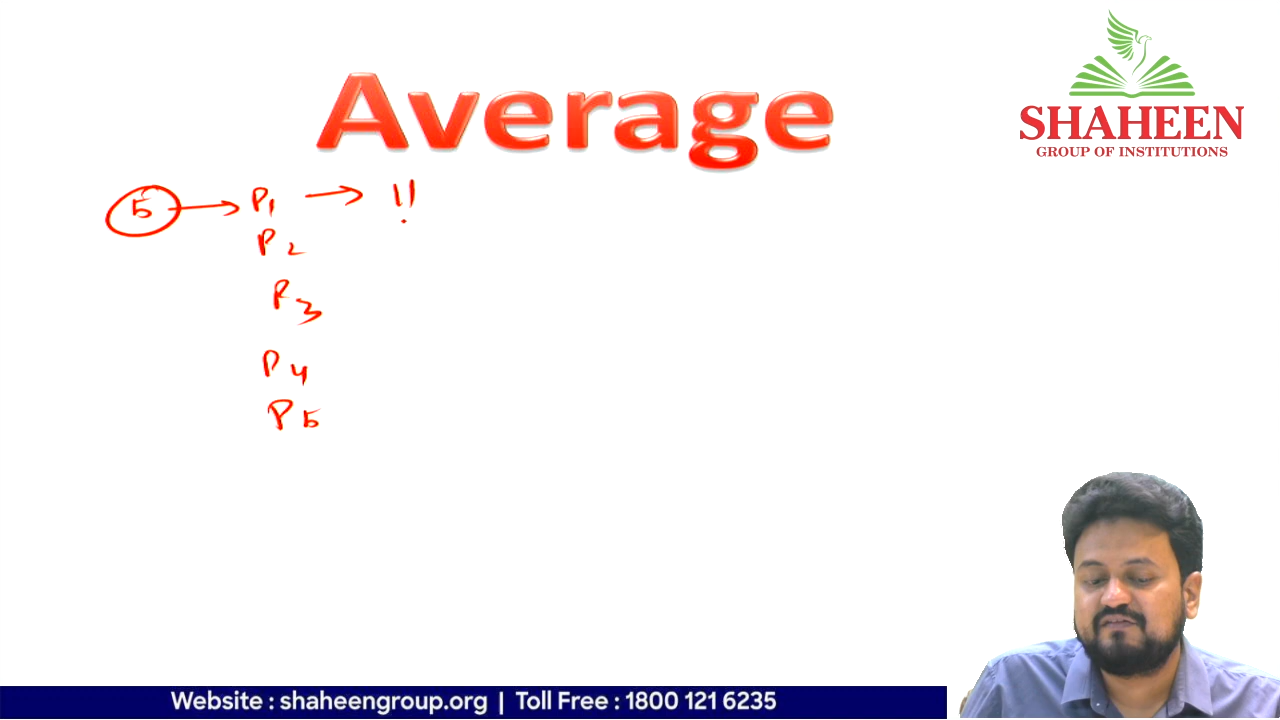 Average
SHAHEEN
GROUP OF INSTITUTIONS
5 → P1 → 11
P2
P3
P4
P5
Website : shaheengroup.org | Toll Free : 1800 121 6235